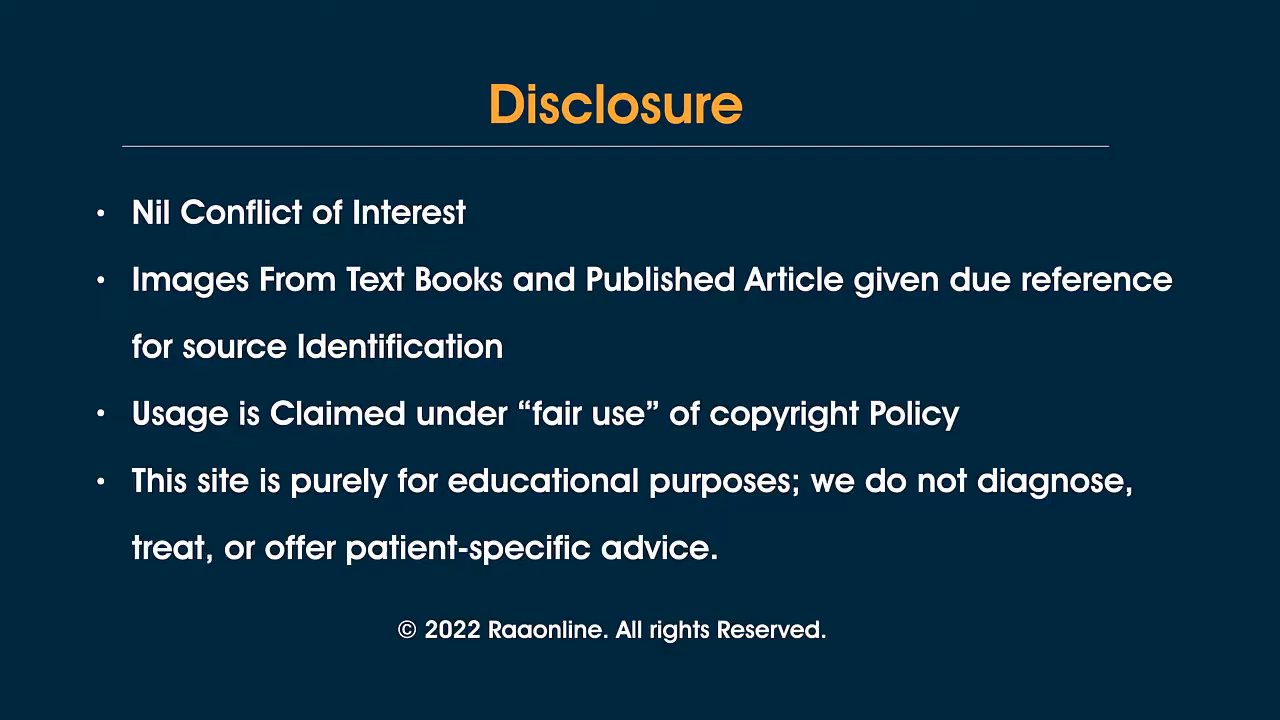 Disclosure
• Nil Conflict of Interest
• Images From Text Books and Published Article given due reference
for source Identification
• Usage is Claimed under “fair use” of copyright Policy
• This site is purely for educational purposes; we do not diagnose,
treat, or offer patient-specific advice.
© 2022 Raaonline. All rights Reserved.